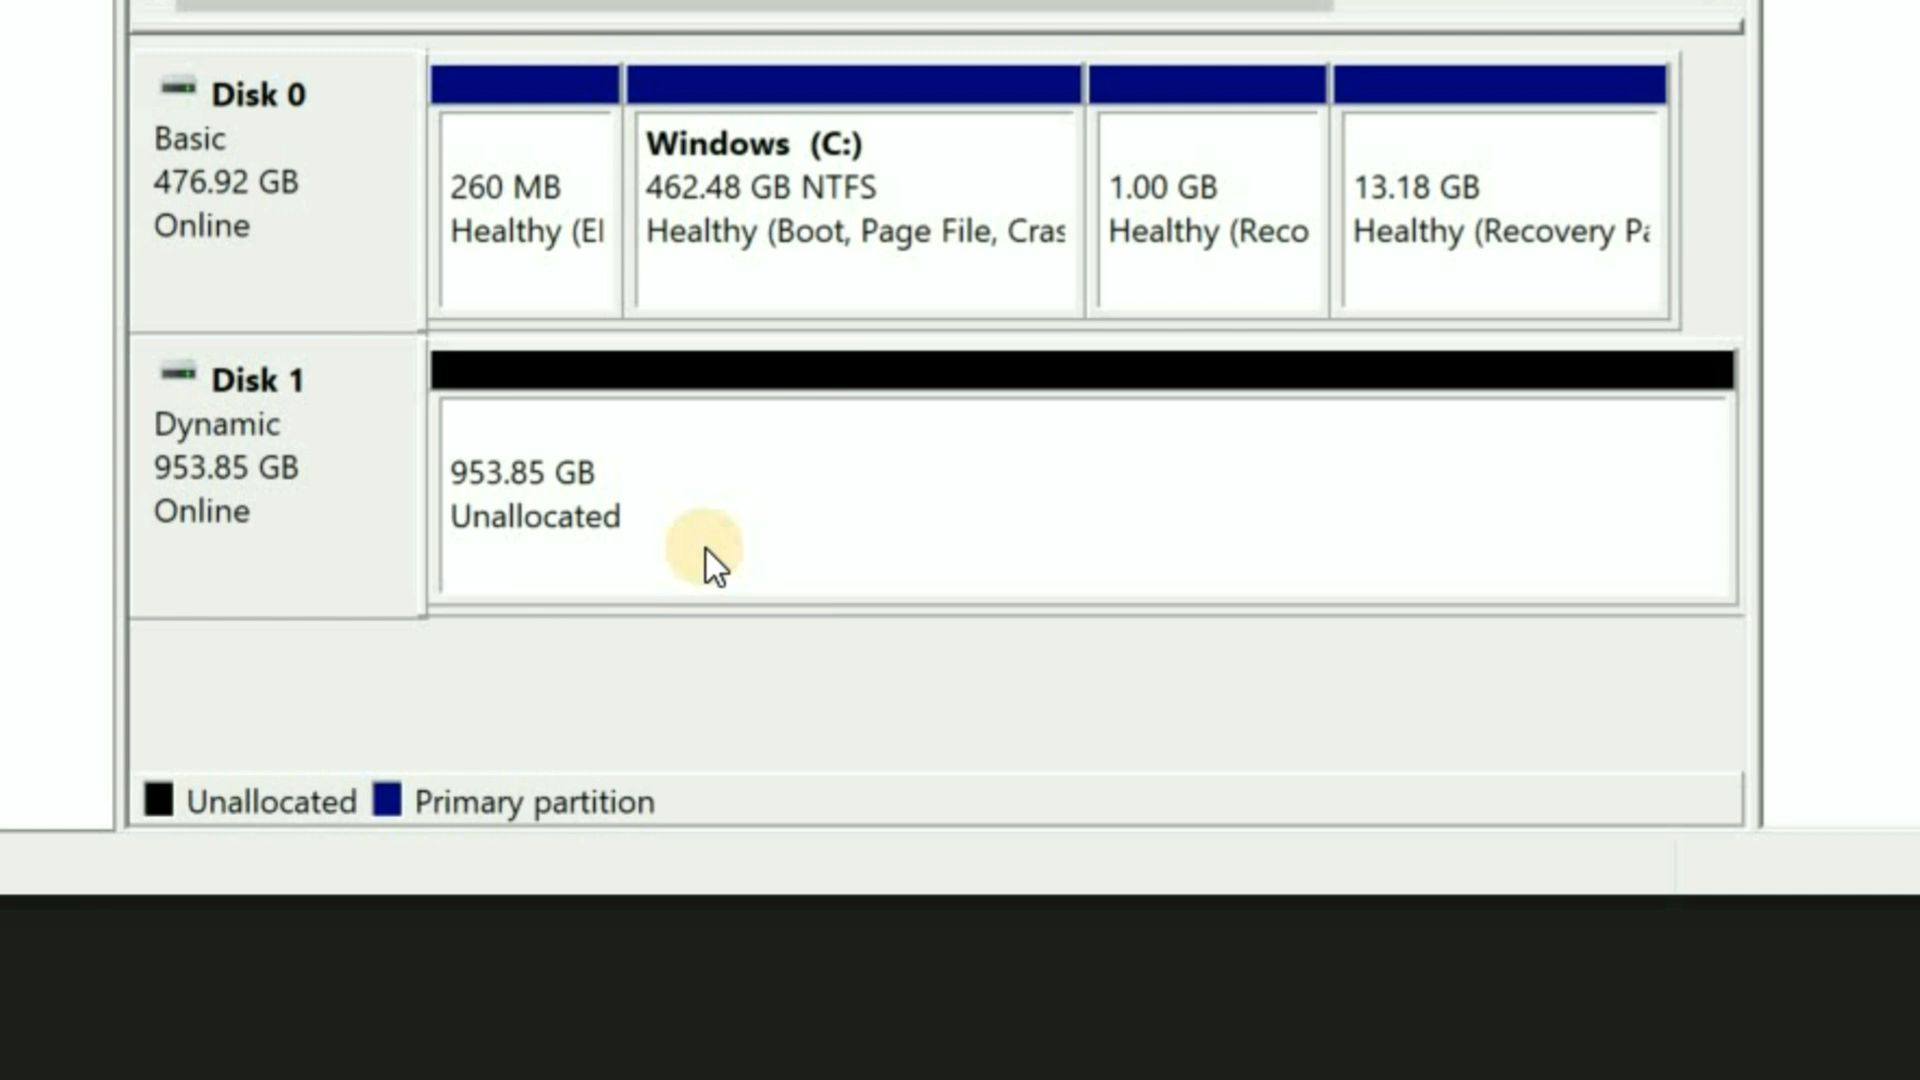 Disk 0
Basic
476.92 GB
Online
260 MB
Healthy (EI
Windows (C:)
462.48 GB NTFS
Healthy (Boot, Page File, Cras
1.00 GB
Healthy (Reco
13.18 GB
Healthy (Recovery Pa
Disk 1
Dynamic
953.85 GB
Online
953.85 GB
Unallocated
Unallocated
Primary partition